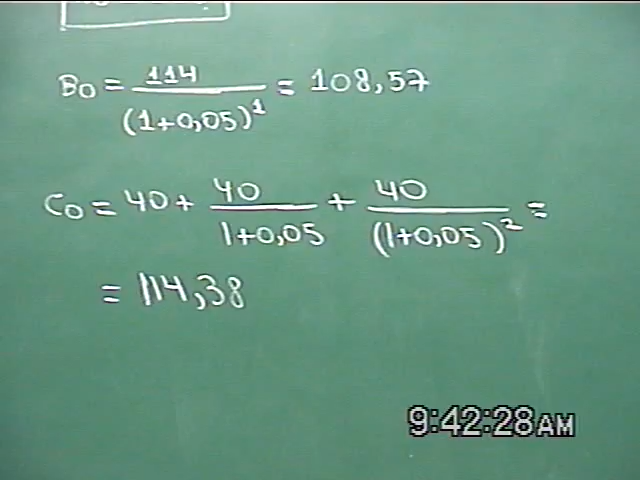 B0 = 114 / (1+0,05)^1 = 108,57
C0 = 40 + 40 / 1+0,05 + 40 / (1+0,05)^2 =
= 114,38
9:42:28 AM